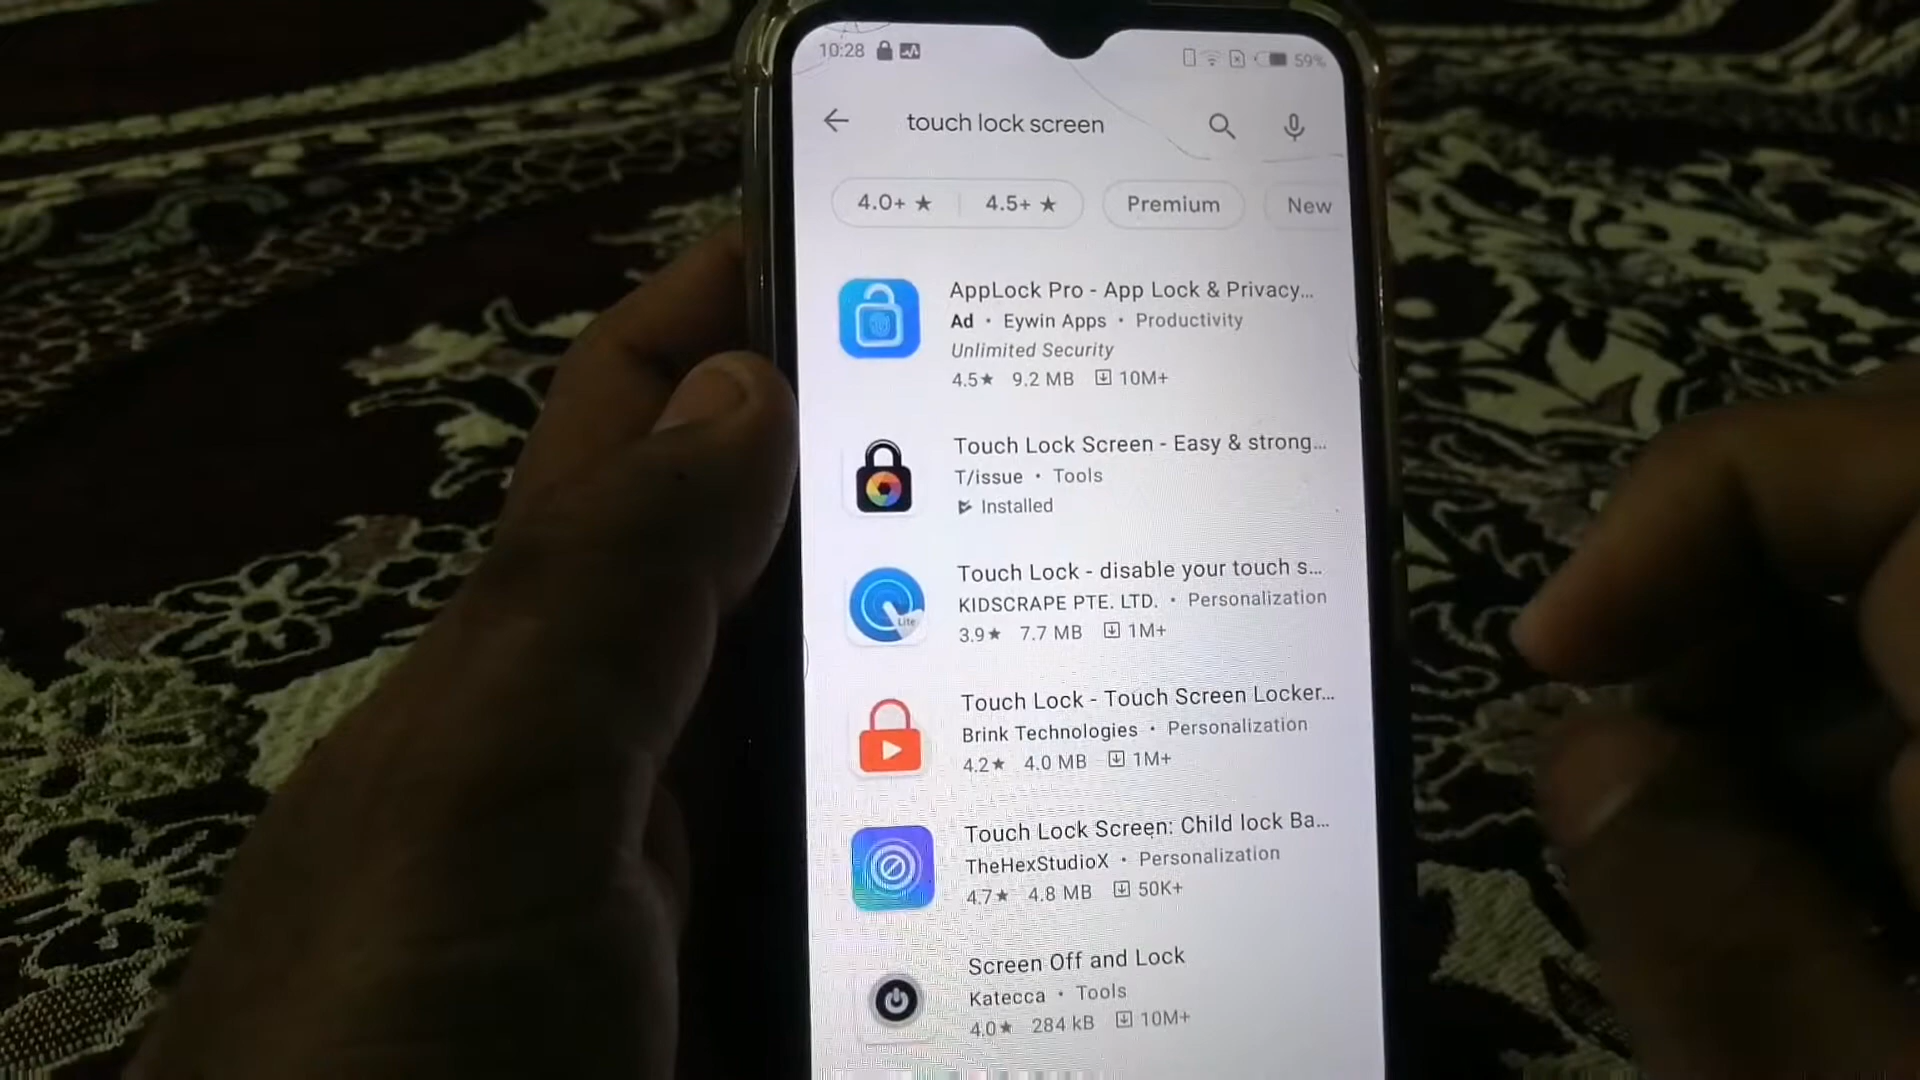 10:28 59%
touch lock screen
4.0+ ★ 4.5+ ★ Premium New
AppLock Pro - App Lock & Privacy...
Ad • Eywin Apps • Productivity
Unlimited Security
4.5★ 9.2 MB 10M+
Touch Lock Screen - Easy & strong...
T/issue • Tools
Installed
Touch Lock - disable your touch s...
KIDSCRAPE PTE. LTD. • Personalization
Lite
3.9★ 7.7 MB 1M+
Touch Lock - Touch Screen Locker...
Brink Technologies • Personalization
4.2★ 4.0 MB 1M+
Touch Lock Screen: Child lock Ba...
TheHexStudioX • Personalization
4.7★ 4.8 MB 50K+
Screen Off and Lock
Katecca • Tools
4.0★ 284 kB 10M+